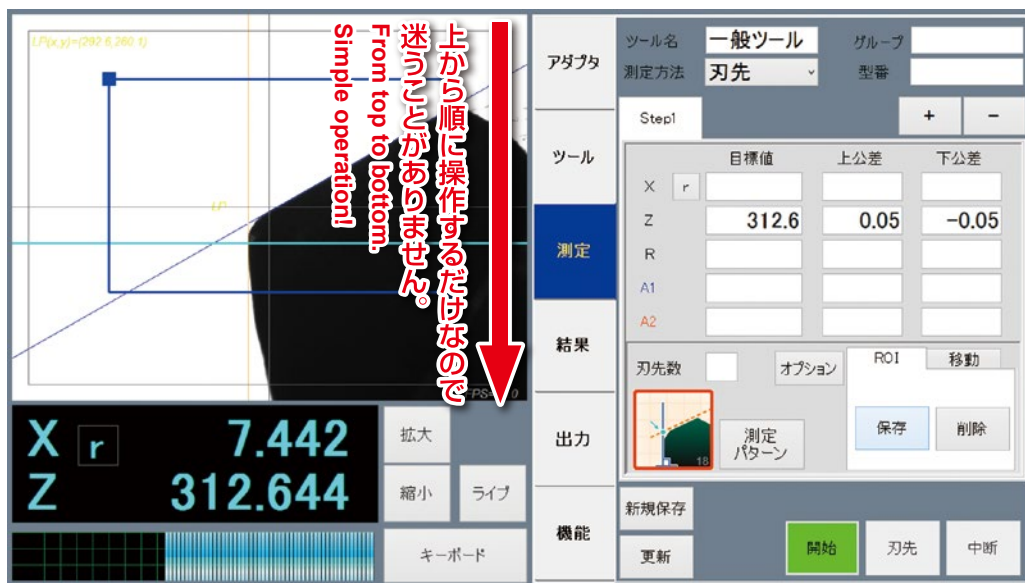 LP(x,y)=(292.6,260.1)
LP
上から順に操作するだけなので
迷うことがありません。
From top to bottom.
Simple operation!
X r 7.442
Z 312.644
拡大
縮小
ライブ
キーボード
アダプタ
ツール
測定
結果
出力
機能
ツール名 一般ツール グループ
測定方法 刃先 型番
Step1 + -
目標値 上公差 下公差
X r
Z 312.6 0.05 -0.05
R
A1
A2
刃先数 オプション ROI 移動
18
測定
パターン
保存 削除
新規保存
更新
開始 刃先 中断